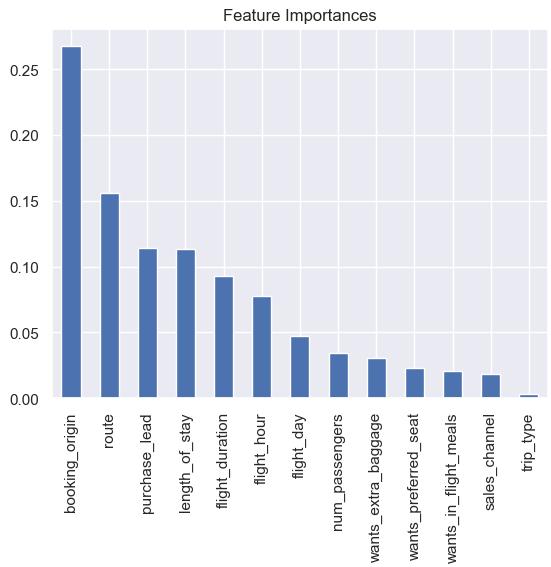 Feature Importances
0.25
0.20
0.15
0.10
0.05
0.00
booking_origin
route
purchase_lead
length_of_stay
flight_duration
flight_hour
flight_day
num_passengers
wants_extra_baggage
wants_preferred_seat
wants_in_flight_meals
sales_channel
trip_type